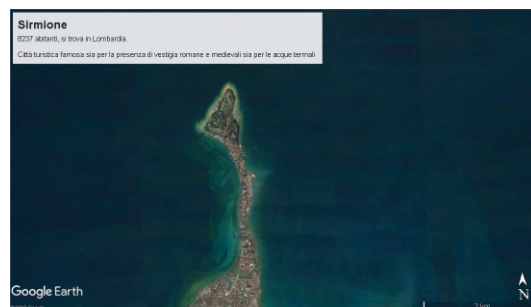 Sirmione
8237 abitanti, si trova in Lombardia.
Città turistica famosa sia per la presenza di vestigia romane e medievali sia per le acque termali
Google Earth
N